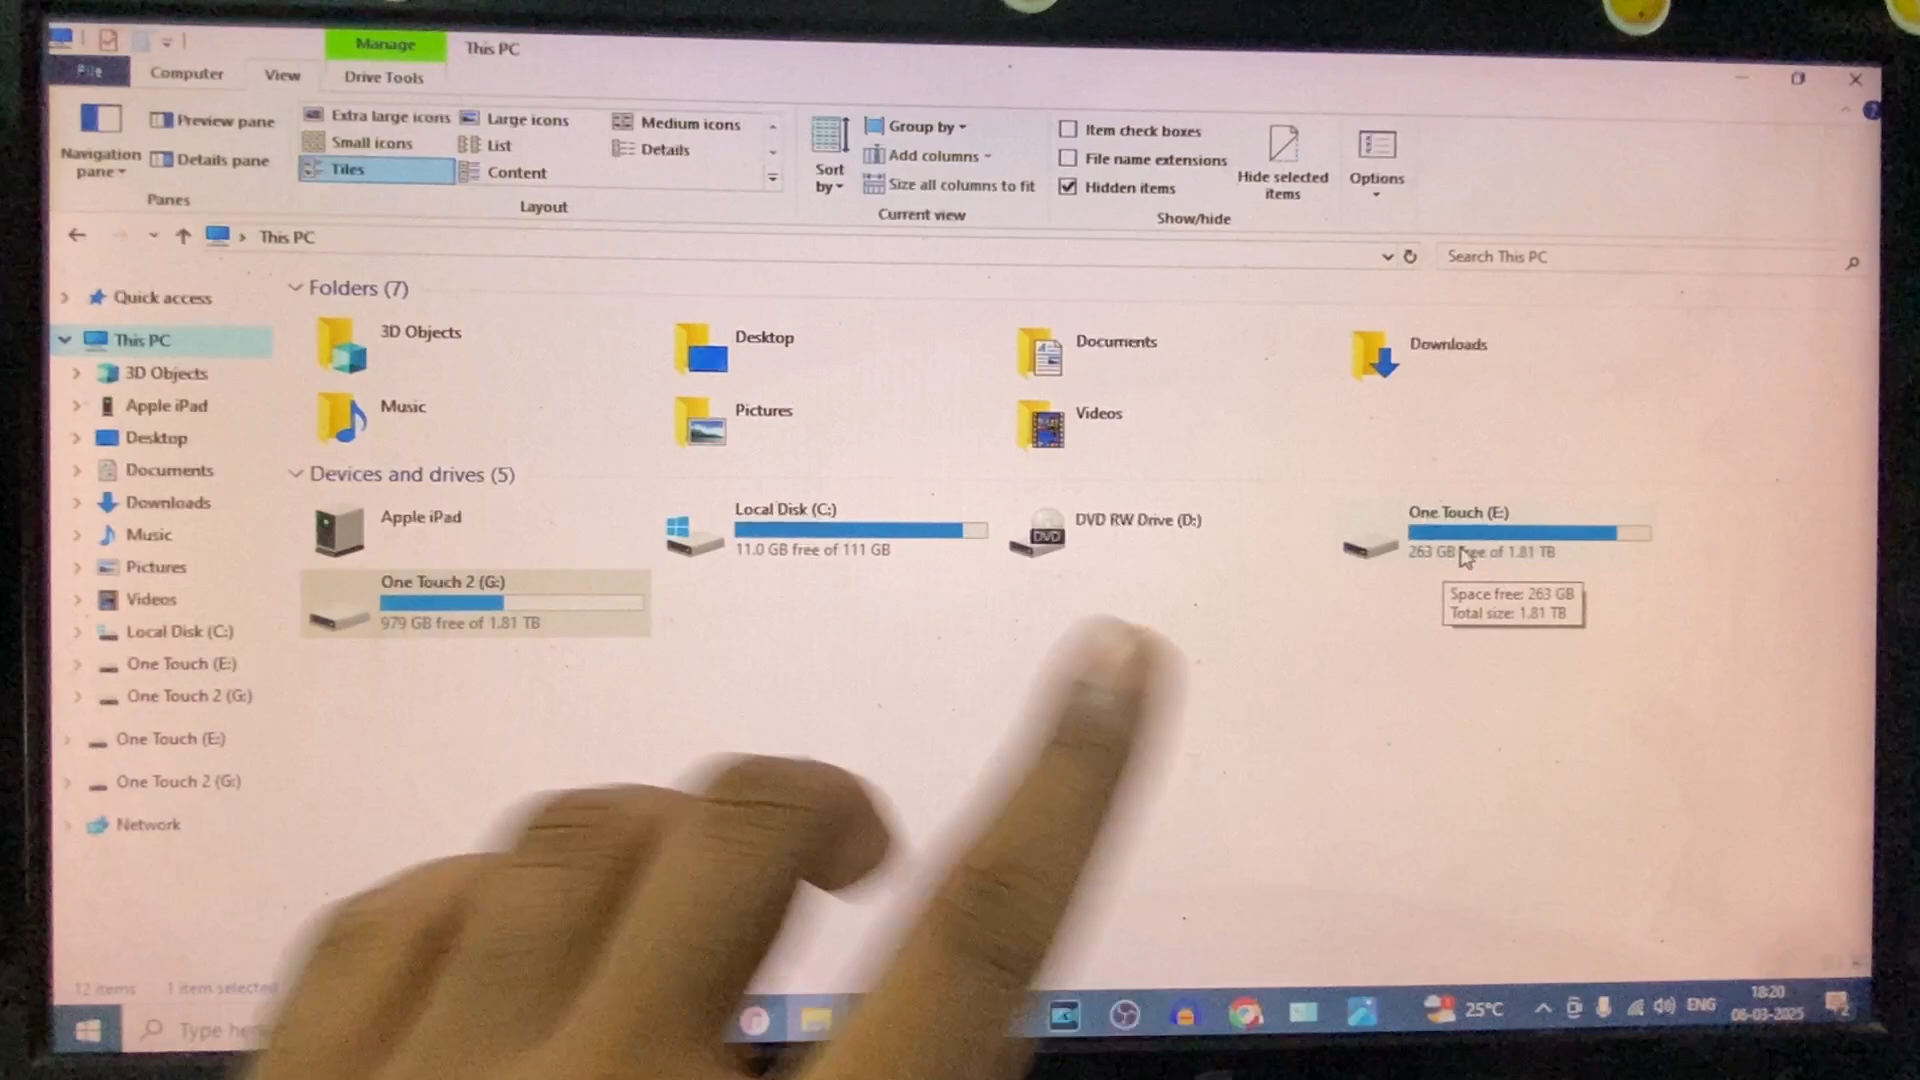 Manage
This PC
File
Computer
View
Drive Tools
Navigation pane
Preview pane
Details pane
Panes
Extra large icons
Large icons
Medium icons
Small icons
List
Details
Tiles
Content
Layout
Sort by
Group by
Add columns
Size all columns to fit
Current view
Item check boxes
File name extensions
Hidden items
Hide selected items
Show/hide
Options
This PC
Search This PC
Quick access
This PC
3D Objects
Apple iPad
Desktop
Documents
Downloads
Music
Pictures
Videos
Local Disk (C:)
One Touch (E:)
One Touch 2 (G:)
One Touch (E:)
One Touch 2 (G:)
Network
Folders (7)
3D Objects
Desktop
Documents
Downloads
Music
Pictures
Videos
Devices and drives (5)
Apple iPad
Local Disk (C:)
11.0 GB free of 111 GB
DVD RW Drive (D:)
DVD
One Touch (E:)
263 GB free of 1.81 TB
Space free: 263 GB
Total size: 1.81 TB
One Touch 2 (G:)
979 GB free of 1.81 TB
12 items
1 item selected
Type
25°C
ENG
18:20
06-03-2025
2